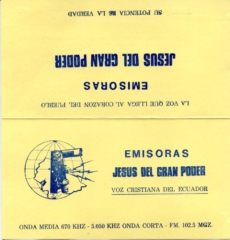 SU POTENCIA ES LA VERDAD
JESUS DEL GRAN PODER
EMISORAS
LA VOZ QUE LLEGA AL CORAZON DEL PUEBLO
EMISORAS
JESUS DEL GRAN PODER
VOZ CRISTIANA DEL ECUADOR
ONDA MEDIA 670 KHZ - 5.050 KHZ ONDA CORTA - FM. 102.3 MGZ.